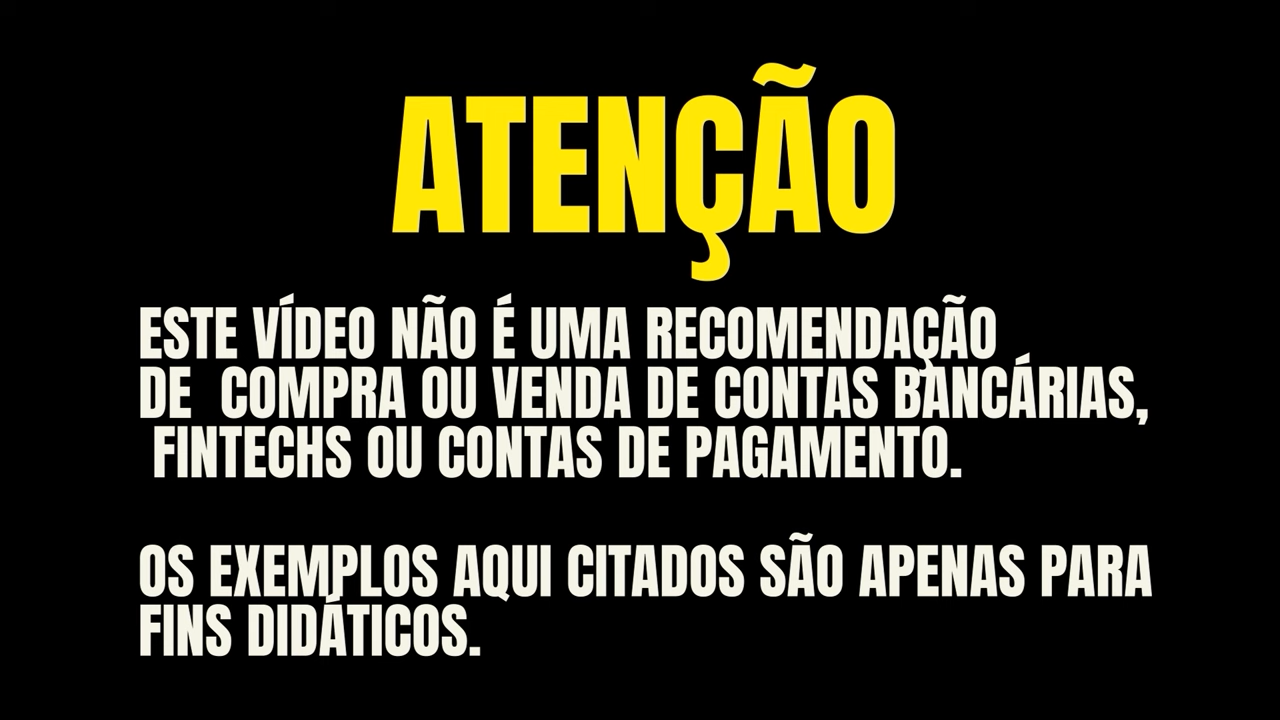 ATENÇÃO
ESTE VÍDEO NÃO É UMA RECOMENDAÇÃO
DE COMPRA OU VENDA DE CONTAS BANCÁRIAS,
FINTECHS OU CONTAS DE PAGAMENTO.
OS EXEMPLOS AQUI CITADOS SÃO APENAS PARA
FINS DIDÁTICOS.